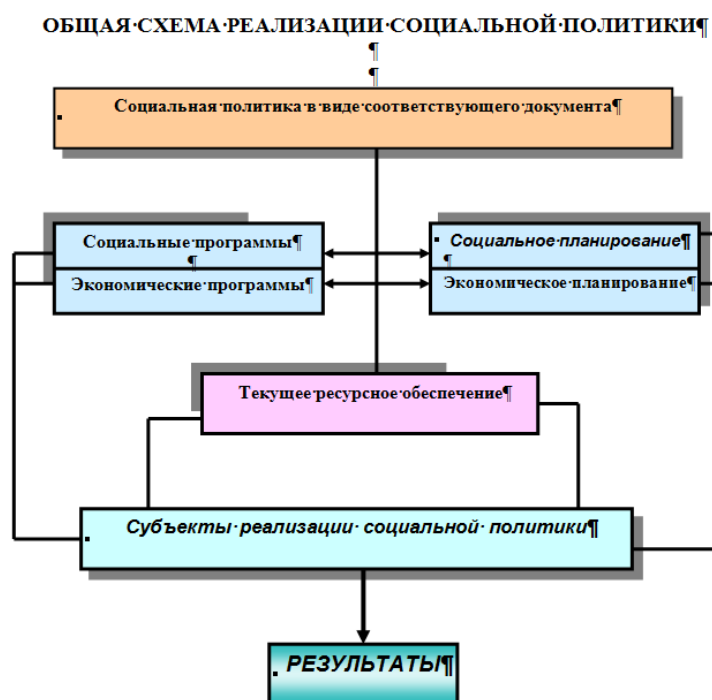 ОБЩАЯ·СХЕМА·РЕАЛИЗАЦИИ·СОЦИАЛЬНОЙ·ПОЛИТИКИ¶
¶
¶
Социальная·политика·в·виде·соответствующего·документа¶
Социальные·программы¶
¶
Экономические·программы¶
Социальное·планирование¶
¶
Экономическое·планирование¶
Текущее·ресурсное·обеспечение¶
Субъекты·реализации·социальной·политики¶
РЕЗУЛЬТАТЫ¶